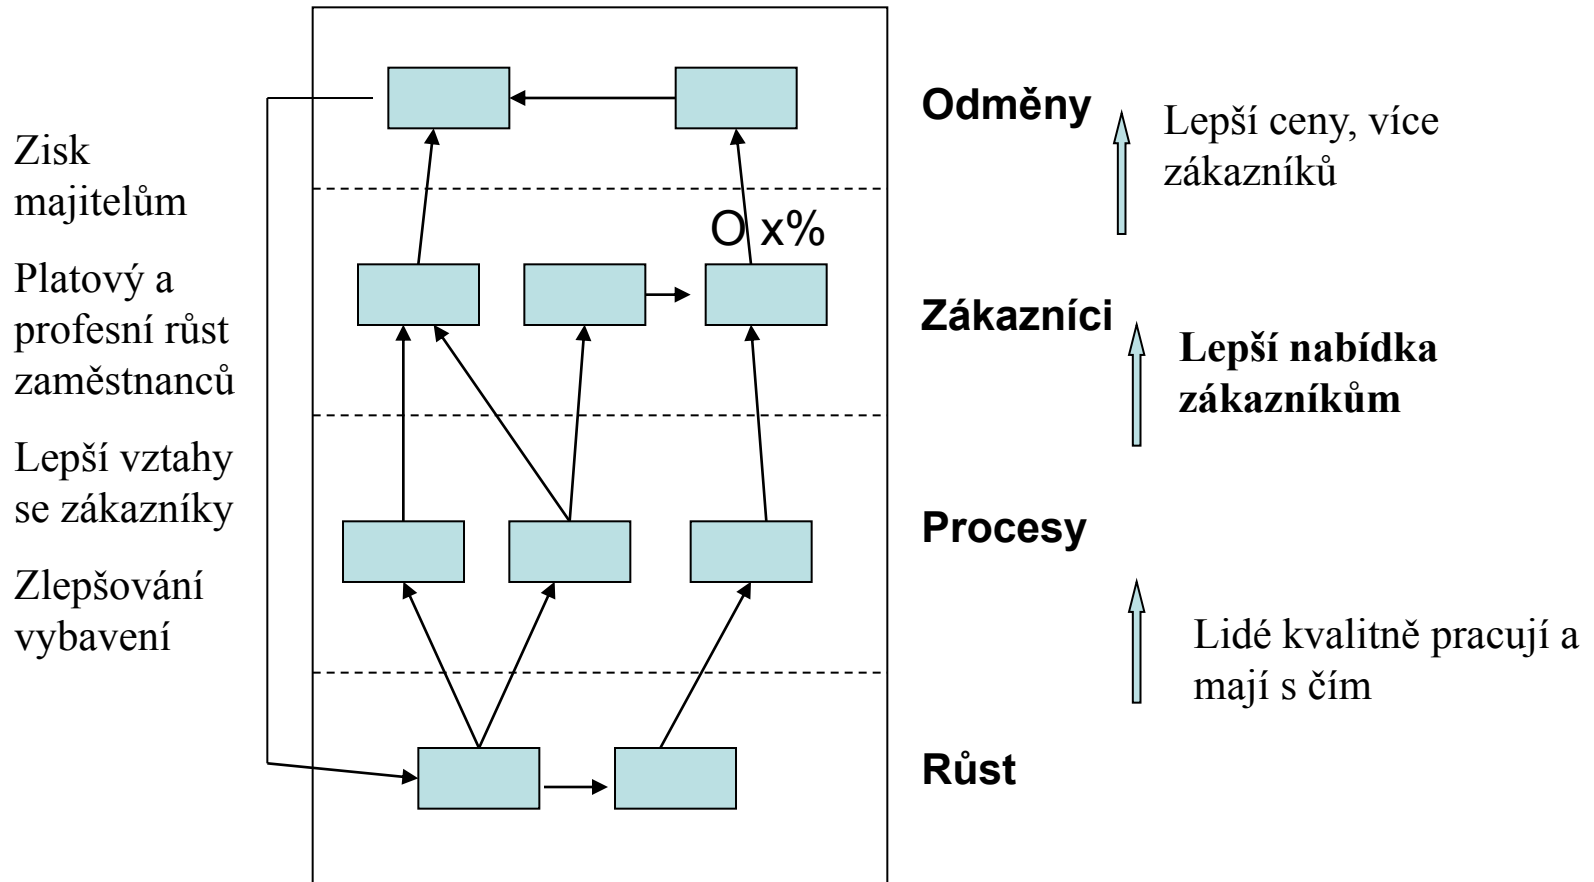 Zisk
majitelům
Platový a
profesní růst
zaměstnanců
Lepší vztahy
se zákazníky
Zlepšování
vybavení
O x%
Odměny
Lepší ceny, více
zákazníků
Zákazníci
Lepší nabídka
zákazníkům
Procesy
Lidé kvalitně pracují a
mají s čím
Růst